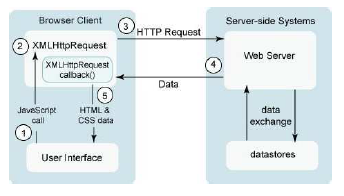 Browser Client
Server-side Systems
3
HTTP Request
2
XMLHttpRequest
XMLHttpRequest
callback()
Web Server
4
Data
5
JavaScript
call
HTML &
CSS data
data
exchange
1
User Interface
datastores